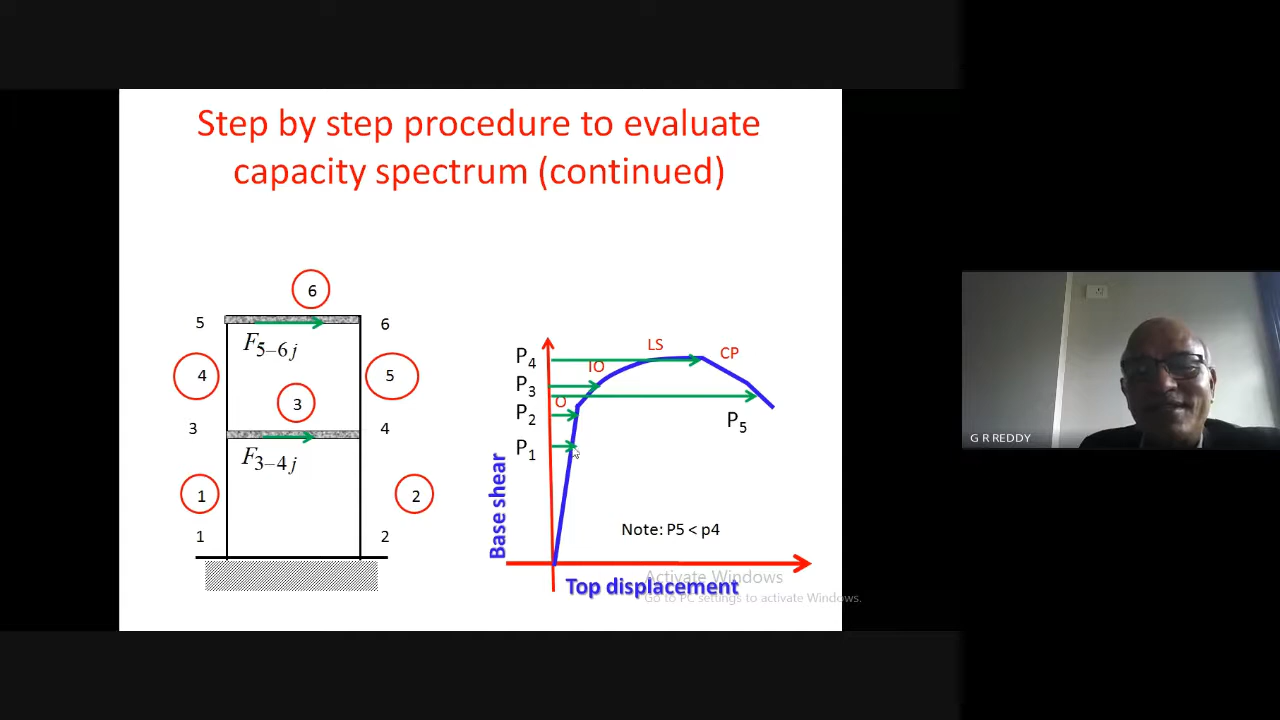 Step by step procedure to evaluate
capacity spectrum (continued)
6
5
6
F5–6 j
4
5
3
3
4
F3–4 j
1
2
1
2
P4
LS
CP
IO
P3
O
P2
P5
P1
Base shear
Note: P5 < p4
Top displacement
Activate Windows
Go to PC settings to activate Windows.
G R REDDY